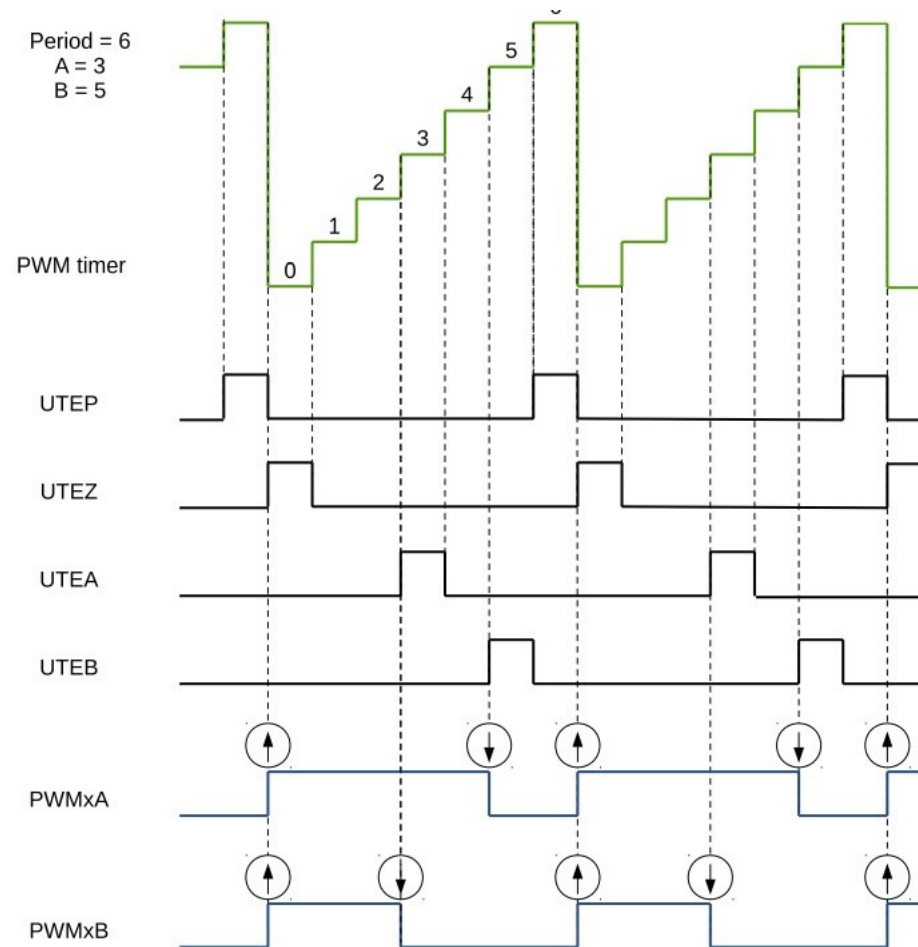 Period = 6
A = 3
B = 5
5
4
3
2
1
0
PWM timer
UTEP
UTEZ
UTEA
UTEB
PWMxA
PWMxB